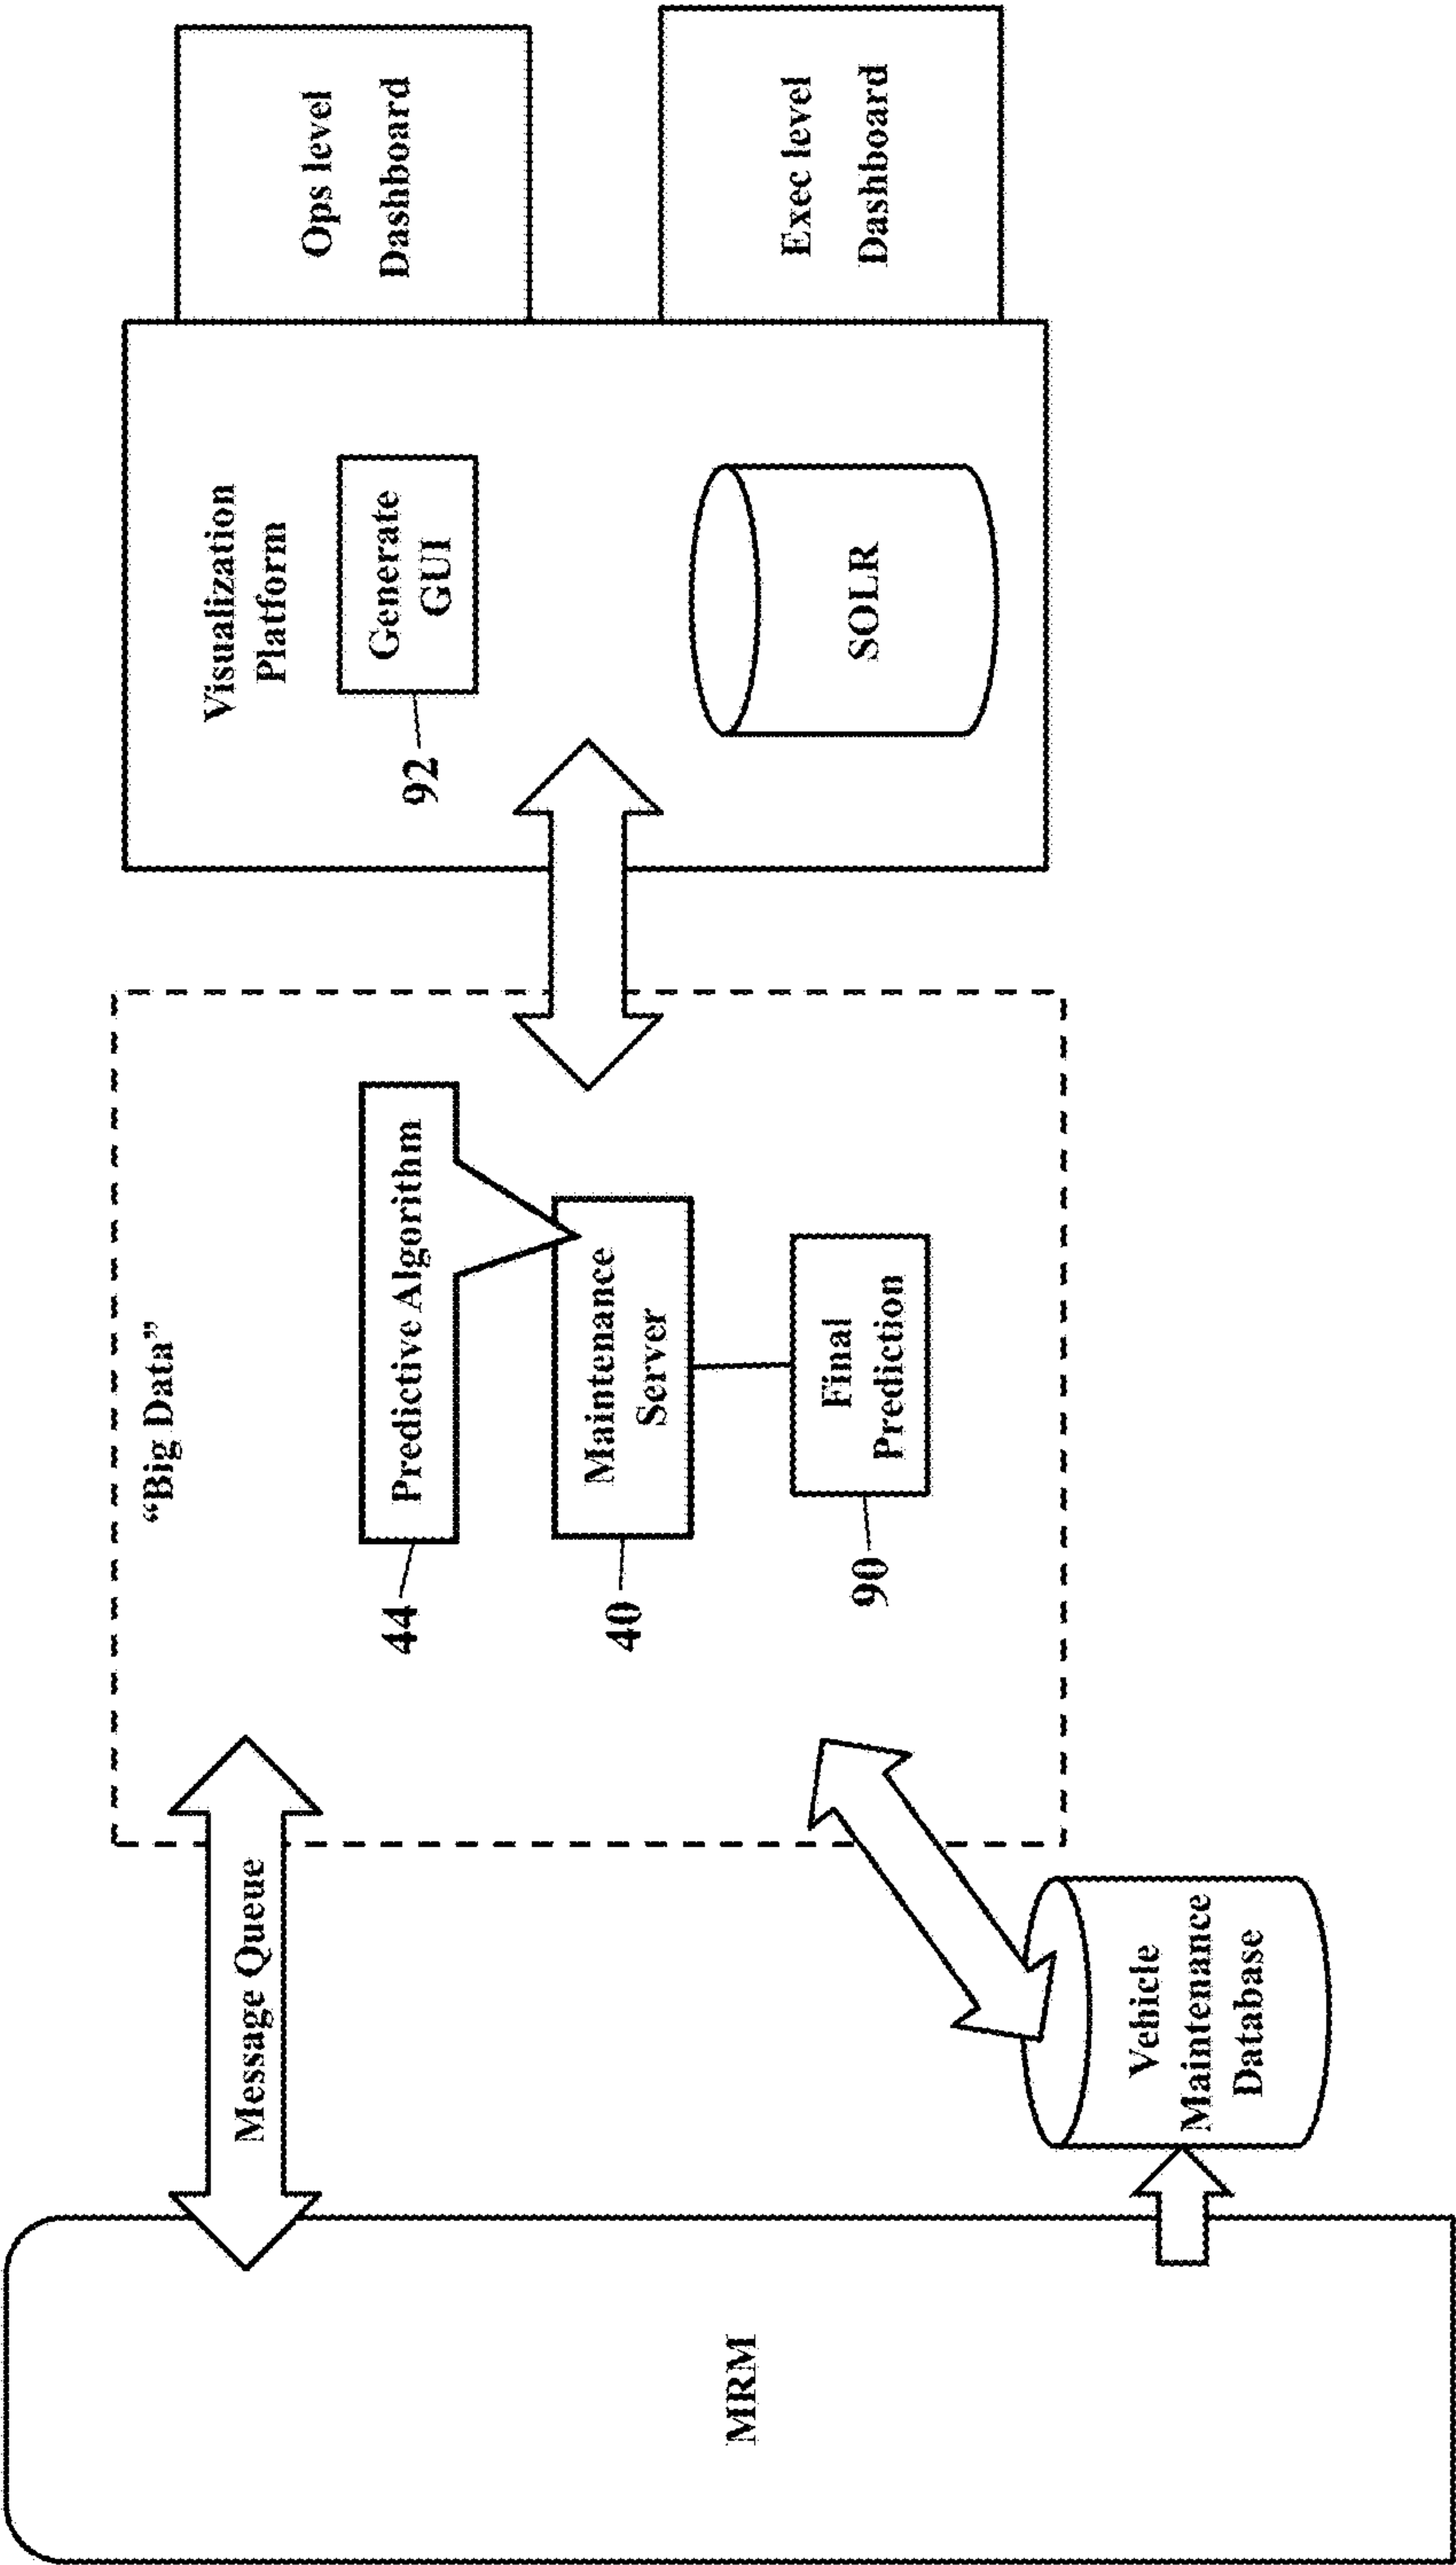 MRM
Message Queue
Vehicle
Maintenance
Database
“Big Data”
44
Predictive Algorithm
40
Maintenance
Server
90
Final
Prediction
Visualization
Platform
92
Generate
GUI
SOLR
Ops level
Dashboard
Exec level
Dashboard